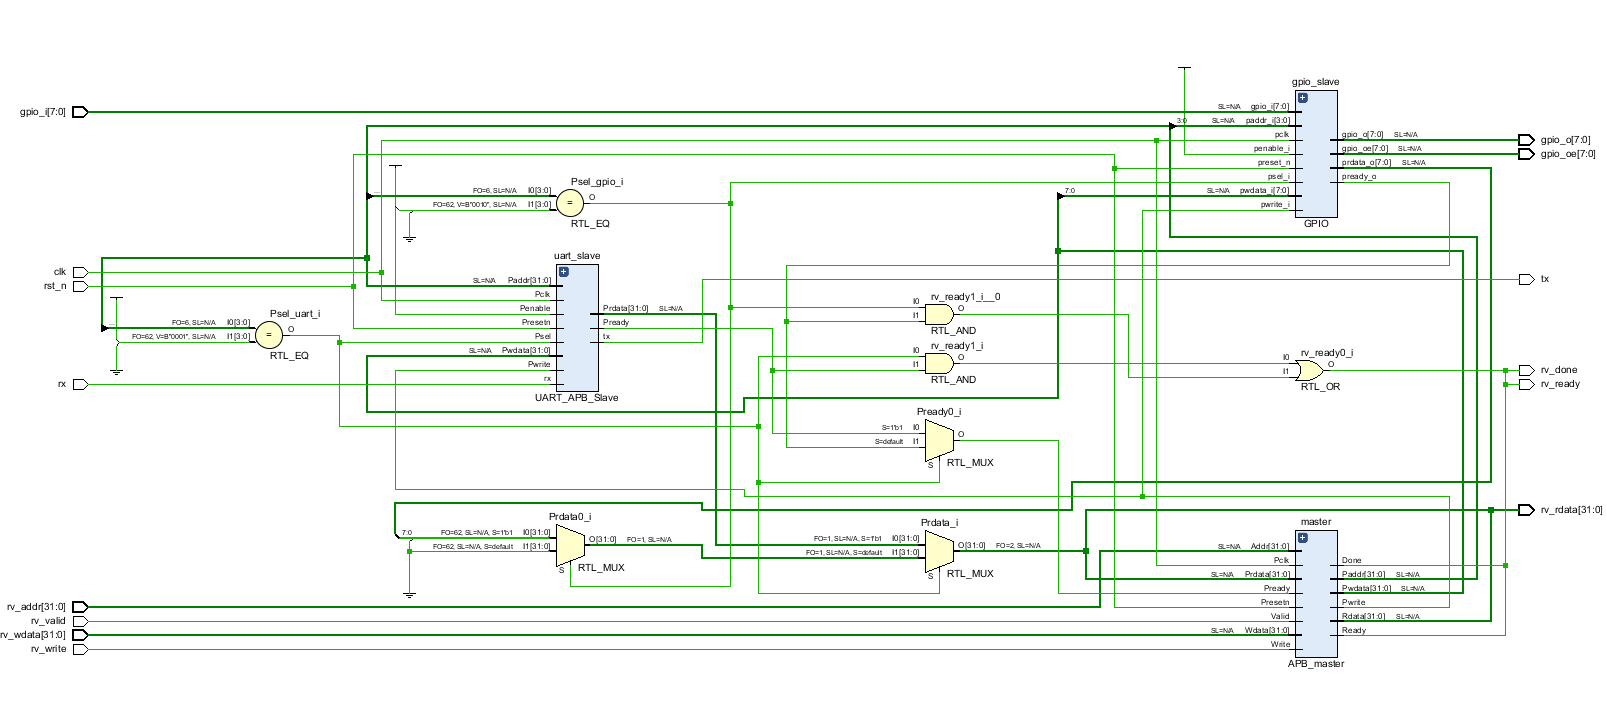 gpio_slave
gpio_i[7:0]
SL=N/A gpio_i[7:0]
3:0 SL=N/A paddr_i[3:0]
pclk
penable_i
preset_n
psel_i
7:0 SL=N/A pwdata_i[7:0]
pwrite_i
gpio_o[7:0] SL=N/A
gpio_oe[7:0] SL=N/A
prdata_o[7:0] SL=N/A
pready_o
GPIO
gpio_o[7:0]
gpio_oe[7:0]
Psel_gpio_i
FO=6, SL=N/A I0[3:0]
FO=62, V=B"0010", SL=N/A I1[3:0]
=
O
RTL_EQ
clk
rst_n
uart_slave
SL=N/A Paddr[31:0]
Pclk
Penable
Presetn
Psel
SL=N/A Pwdata[31:0]
Pwrite
rx
Prdata[31:0] SL=N/A
Pready
tx
UART_APB_Slave
tx
Psel_uart_i
FO=6, SL=N/A I0[3:0]
FO=62, V=B"0001", SL=N/A I1[3:0]
=
O
RTL_EQ
rx
rv_ready1_i__0
I0
I1
O
RTL_AND
rv_ready1_i
I0
I1
O
RTL_AND
rv_ready0_i
I0
I1
O
RTL_OR
rv_done
rv_ready
Pready0_i
S=1'b1 I0
S=default I1
O
S
RTL_MUX
Prdata0_i
7:0 FO=62, SL=N/A, S=1'b1 I0[31:0]
FO=62, SL=N/A, S=default I1[31:0]
O[31:0] FO=1, SL=N/A
S
RTL_MUX
Prdata_i
FO=1, SL=N/A, S=1'b1 I0[31:0]
FO=1, SL=N/A, S=default I1[31:0]
O[31:0] FO=2, SL=N/A
S
RTL_MUX
rv_rdata[31:0]
master
SL=N/A Addr[31:0]
Pclk
SL=N/A Prdata[31:0]
Pready
Presetn
Valid
SL=N/A Wdata[31:0]
Write
Done
Paddr[31:0] SL=N/A
Pwdata[31:0] SL=N/A
Pwrite
Rdata[31:0] SL=N/A
Ready
APB_master
rv_addr[31:0]
rv_valid
rv_wdata[31:0]
rv_write